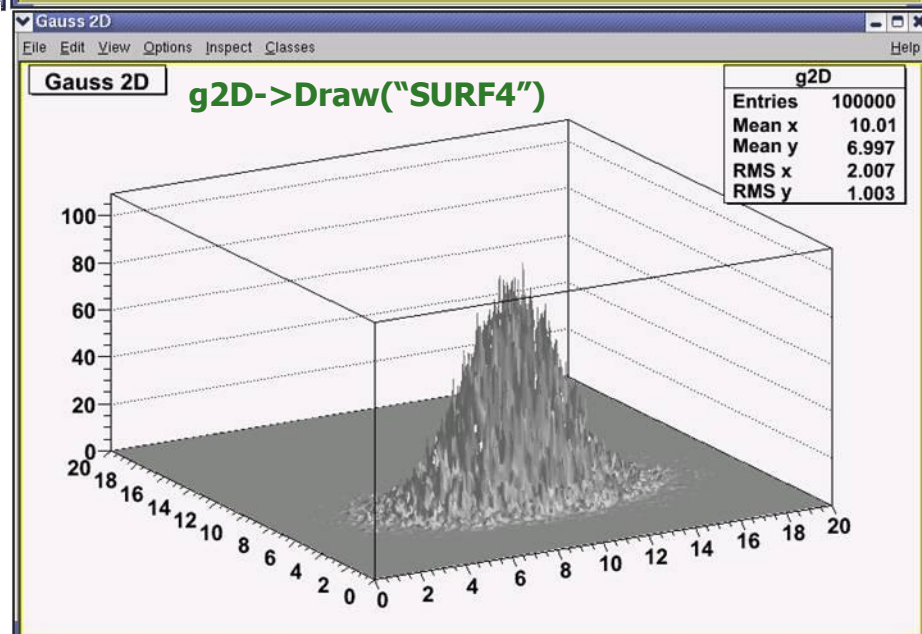 Gauss 2D
File Edit View Options Inspect Classes Help
Gauss 2D
g2D->Draw(“SURF4”)
g2D
Entries 100000
Mean x 10.01
Mean y 6.997
RMS x 2.007
RMS y 1.003
100
80
60
40
20
0
20 18 16 14 12 10 8 6 4 2 0
0 2 4 6 8 10 12 14 16 18 20